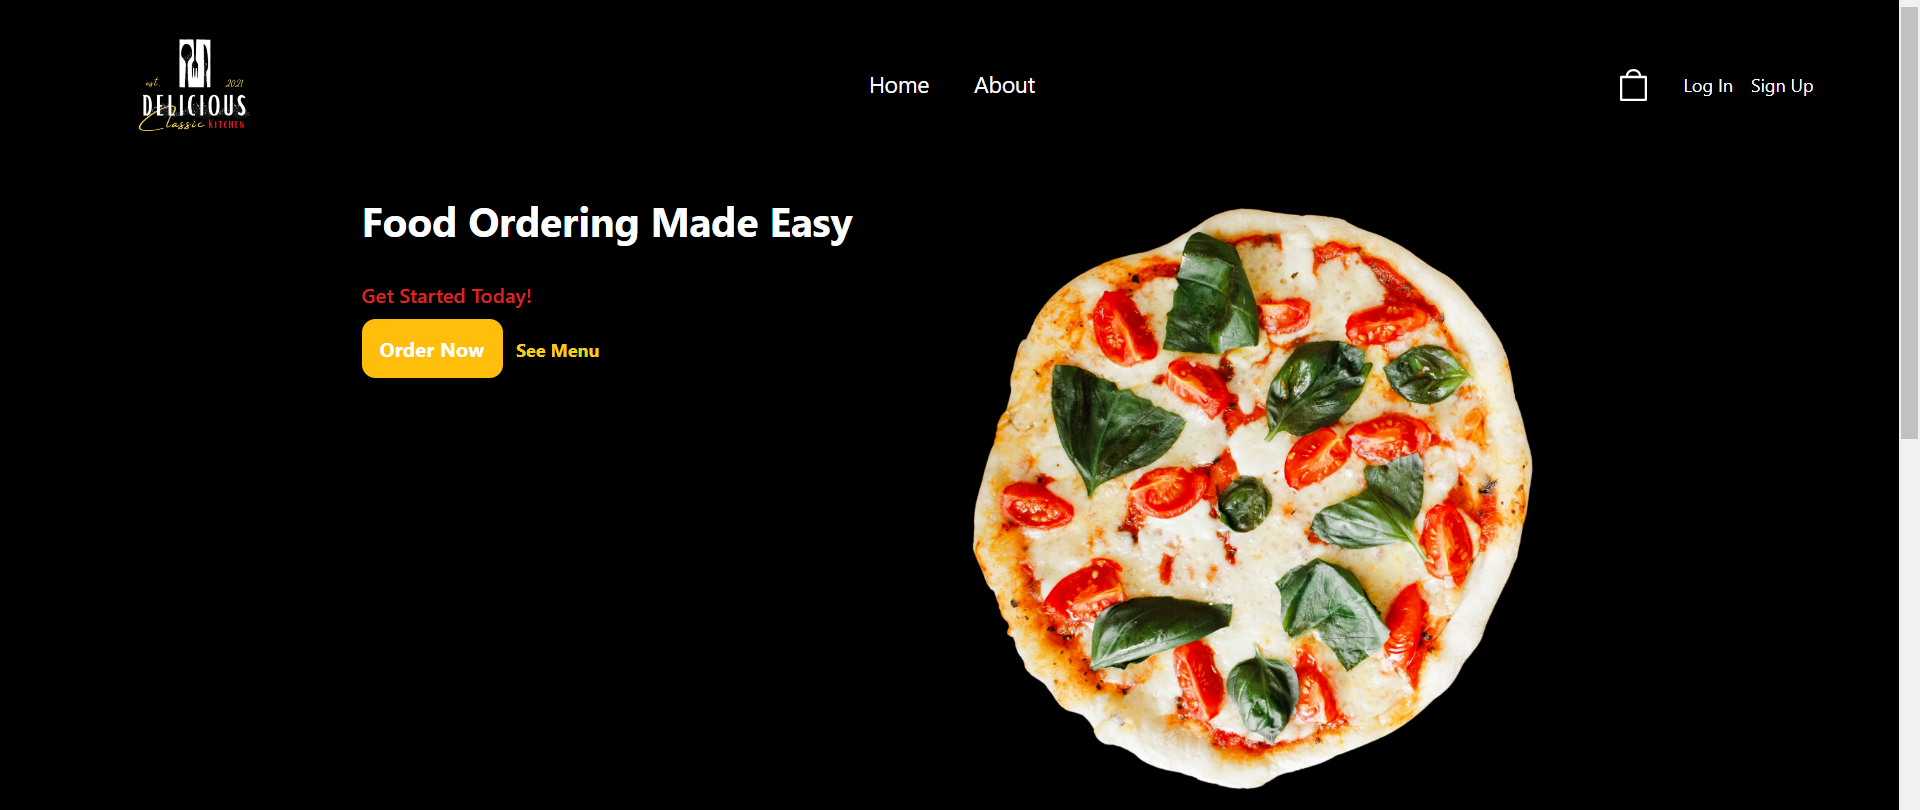 est. 2021
DELICIOUS
Classic KITCHEN
Home About
Log In Sign Up
Food Ordering Made Easy
Get Started Today!
Order Now See Menu